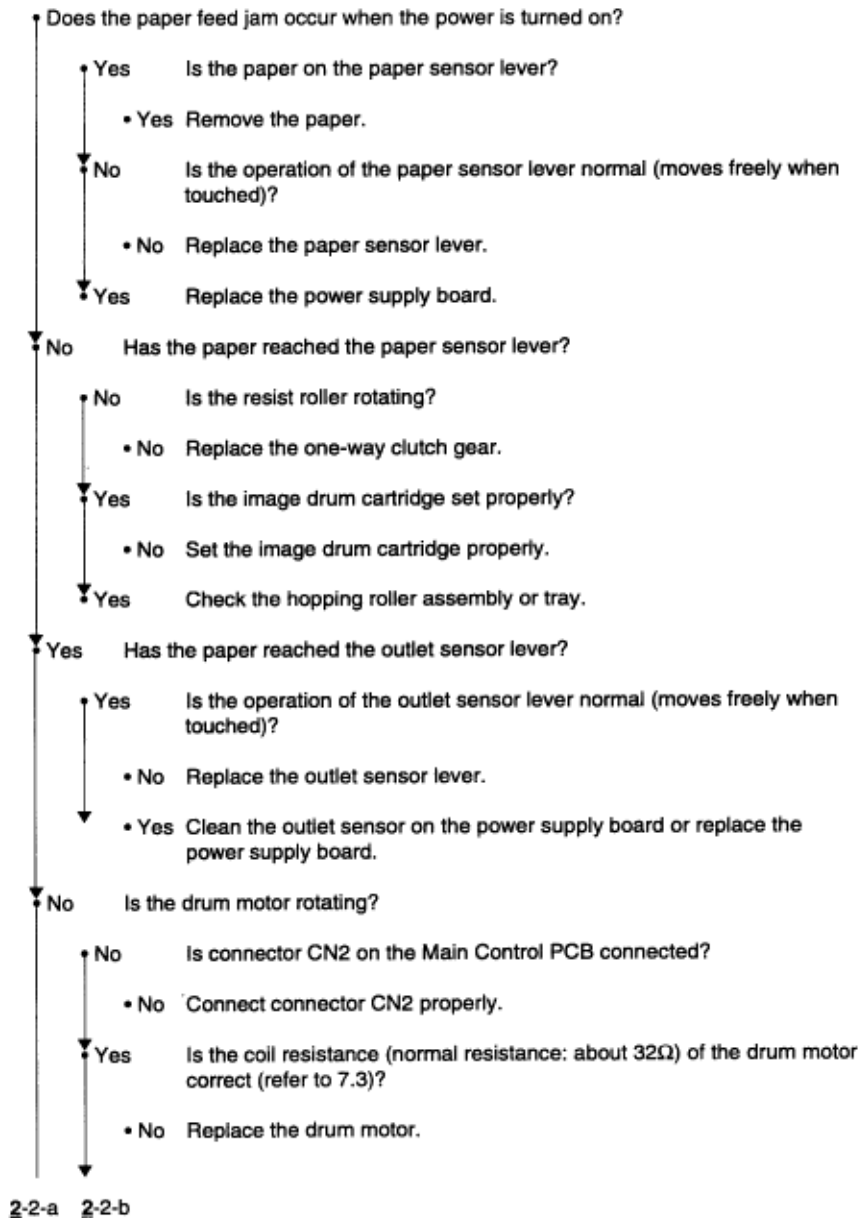 Does the paper feed jam occur when the power is turned on?
• Yes Is the paper on the paper sensor lever?
• Yes Remove the paper.
No Is the operation of the paper sensor lever normal (moves freely when
touched)?
• No Replace the paper sensor lever.
Yes Replace the power supply board.
No Has the paper reached the paper sensor lever?
• No Is the resist roller rotating?
• No Replace the one-way clutch gear.
Yes Is the image drum cartridge set properly?
• No Set the image drum cartridge properly.
Yes Check the hopping roller assembly or tray.
Yes Has the paper reached the outlet sensor lever?
• Yes Is the operation of the outlet sensor lever normal (moves freely when
touched)?
• No Replace the outlet sensor lever.
• Yes Clean the outlet sensor on the power supply board or replace the
power supply board.
No Is the drum motor rotating?
• No Is connector CN2 on the Main Control PCB connected?
• No Connect connector CN2 properly.
Yes Is the coil resistance (normal resistance: about 32Ω) of the drum motor
correct (refer to 7.3)?
• No Replace the drum motor.
2-2-a 2-2-b